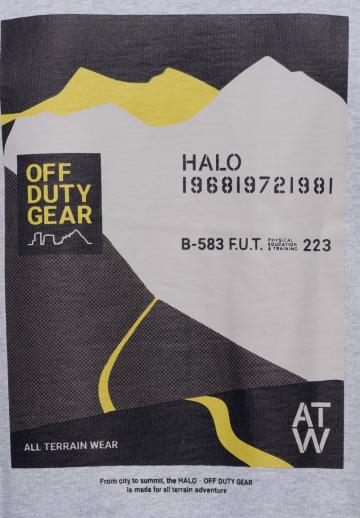 OFF
DUTY
GEAR
HALO
196819721981
B-583 F.U.T. PHYSICAL EDUCATION & TRAINING 223
ALL TERRAIN WEAR
AT
W
From city to summit, the HALO - OFF DUTY GEAR
is made for all terrain adventure